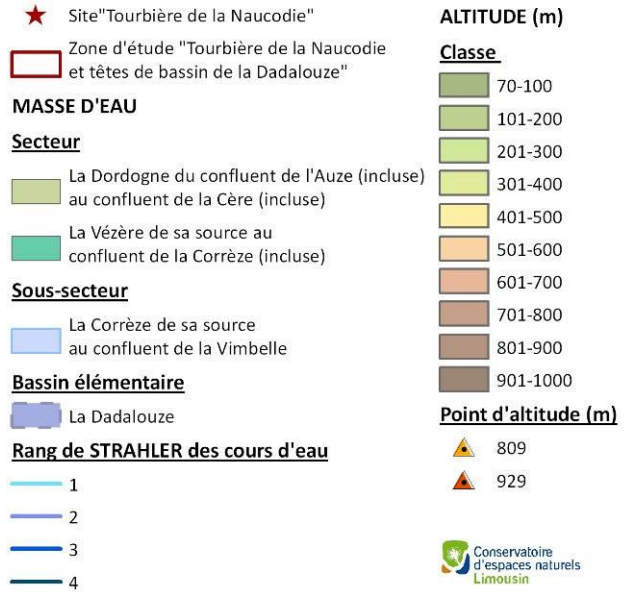 Site"Tourbière de la Naucodie"
Zone d'étude "Tourbière de la Naucodie
et têtes de bassin de la Dadalouze"
MASSE D'EAU
Secteur
La Dordogne du confluent de l'Auze (incluse)
au confluent de la Cère (incluse)
La Vézère de sa source au
confluent de la Corrèze (incluse)
Sous-secteur
La Corrèze de sa source
au confluent de la Vimbelle
Bassin élémentaire
La Dadalouze
Rang de STRAHLER des cours d'eau
1
2
3
4
ALTITUDE (m)
Classe
70-100
101-200
201-300
301-400
401-500
501-600
601-700
701-800
801-900
901-1000
Point d'altitude (m)
809
929
Conservatoire
d'espaces naturels
Limousin